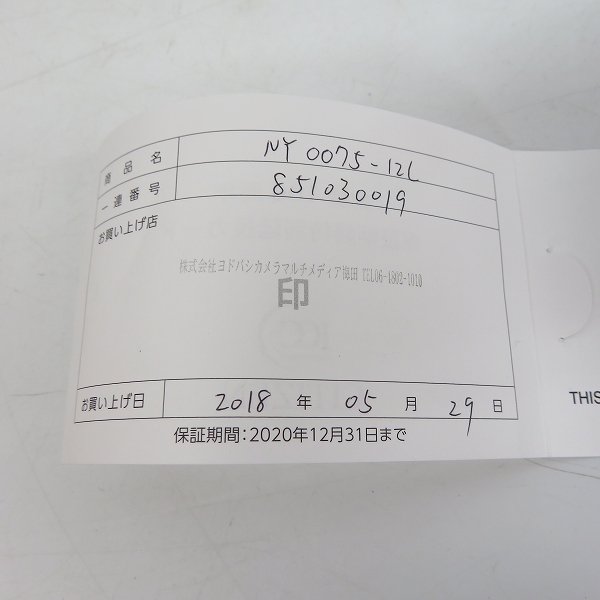 商品名 NY0075-12L
一連番号 851030019
お買い上げ店
株式会社ヨドバシカメラマルチメディア梅田 TEL06-4802-1010
印
お買い上げ日 2018 年 05 月 29 日
保証期間:2020年12月31日まで
THIS